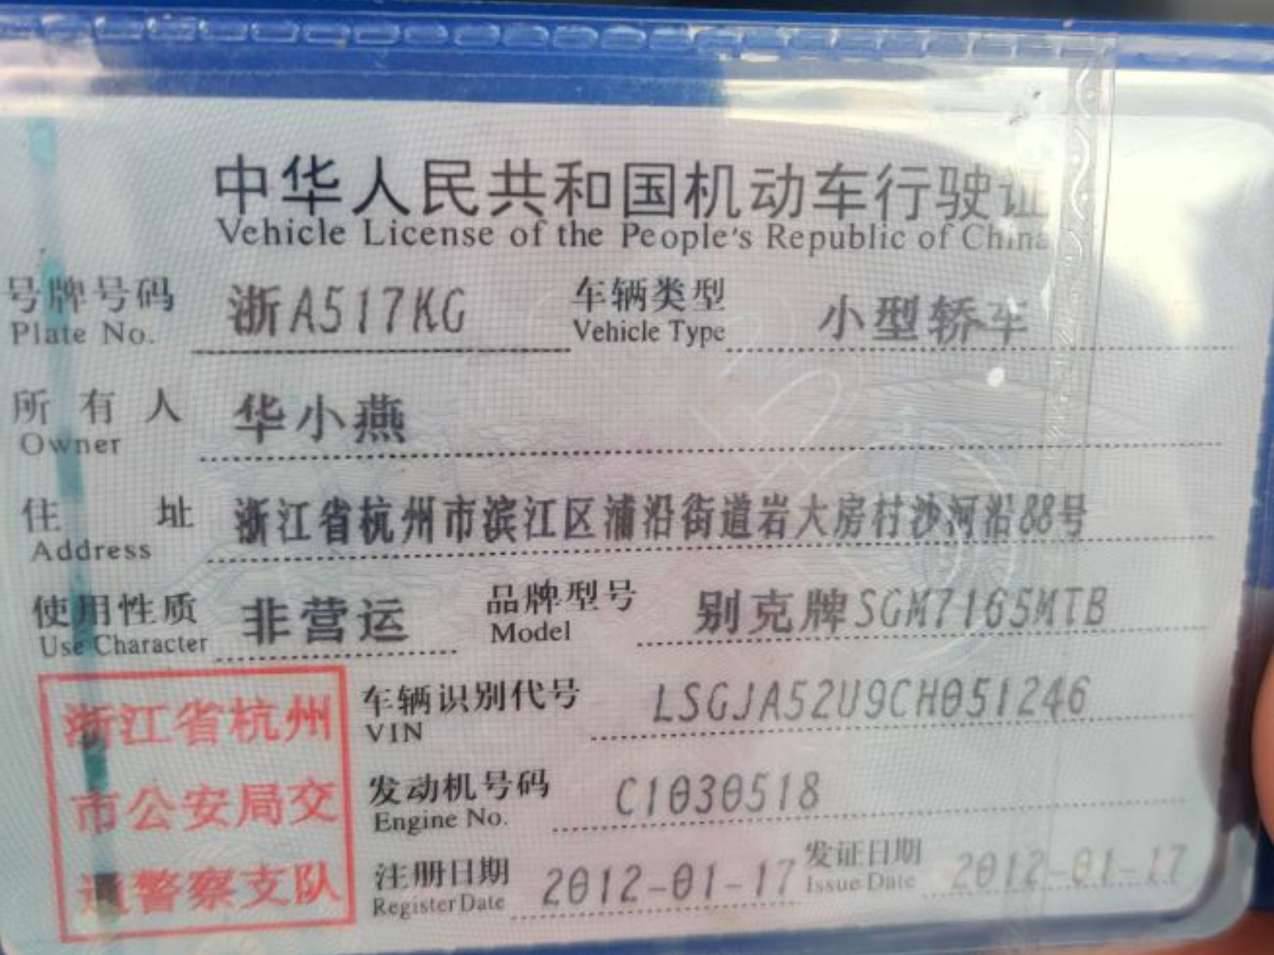 中华人民共和国机动车行驶证
Vehicle License of the People's Republic of China
号牌号码 浙A517KG 车辆类型 小型轿车
Plate No. Vehicle Type
所有人 华小燕
Owner
住址 浙江省杭州市滨江区浦沿街道岩大房村沙河沿88号
Address
使用性质 非营运 品牌型号 别克牌SGM7165MTB
Use Character Model
浙江省杭州
市公安局交
通警察支队
车辆识别代号 LSGJA52U9CH051246
VIN
发动机号码 C1030518
Engine No.
注册日期 2012-01-17 发证日期 2012-01-17
Register Date Issue Date